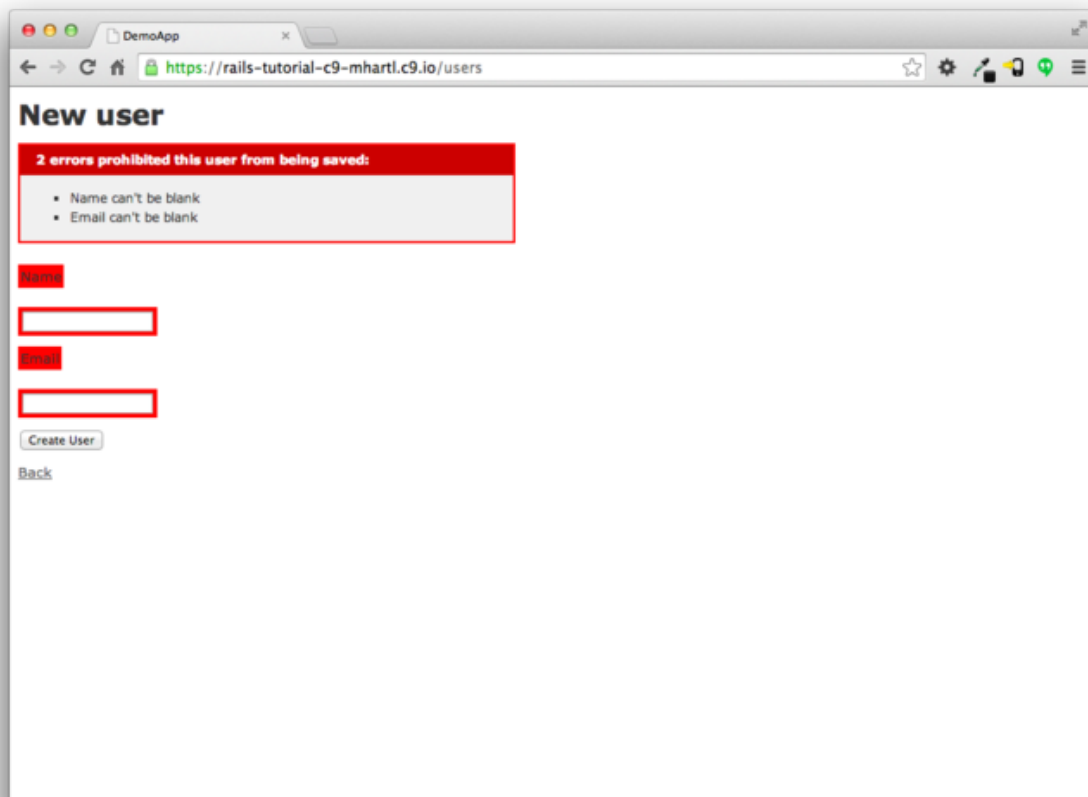 DemoApp
https://rails-tutorial-c9-mhartl.c9.io/users
New user
2 errors prohibited this user from being saved:
Name can't be blank
Email can't be blank
Name
Email
Create User
Back